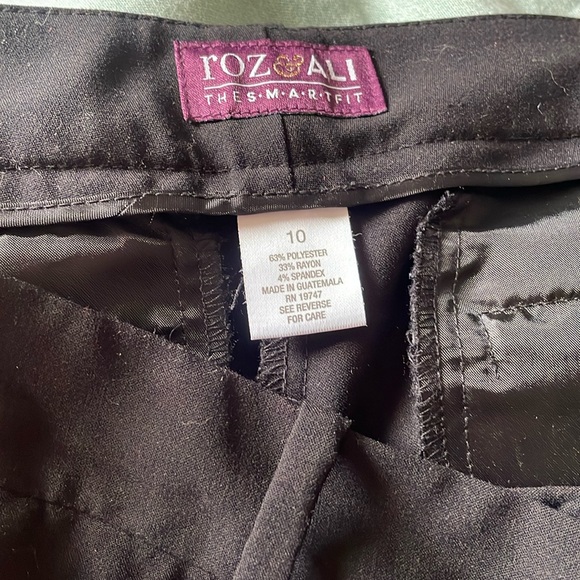 roz & ALI
THE S·M·A·R·T FIT
10
63% POLYESTER
33% RAYON
4% SPANDEX
MADE IN GUATEMALA
RN 19747
SEE REVERSE
FOR CARE